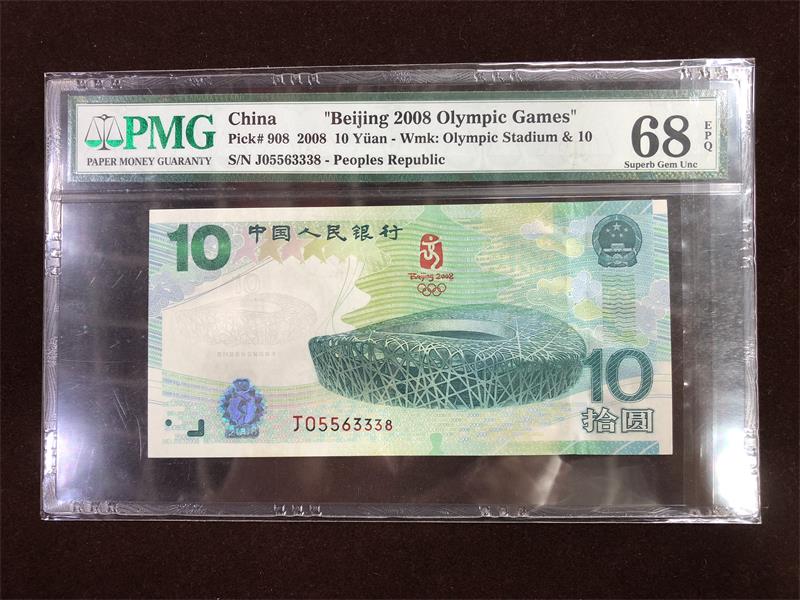 PMG
PAPER MONEY GUARANTY
China "Beijing 2008 Olympic Games"
Pick# 908 2008 10 Yüan - Wmk: Olympic Stadium & 10
S/N J05563338 - Peoples Republic
68 EPQ
Superb Gem Unc
10 中国人民银行
Beijing 2008
10
拾圆
2008
J05563338